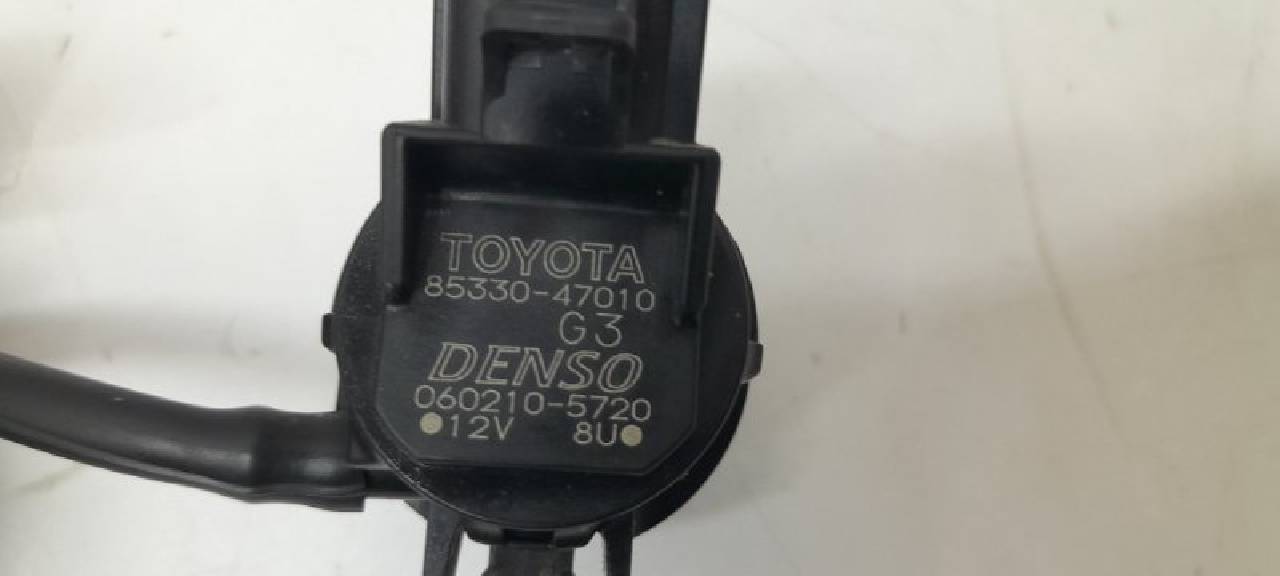 TOYOTA
85330-47010
G3
DENSO
060210-5720
12V 8U